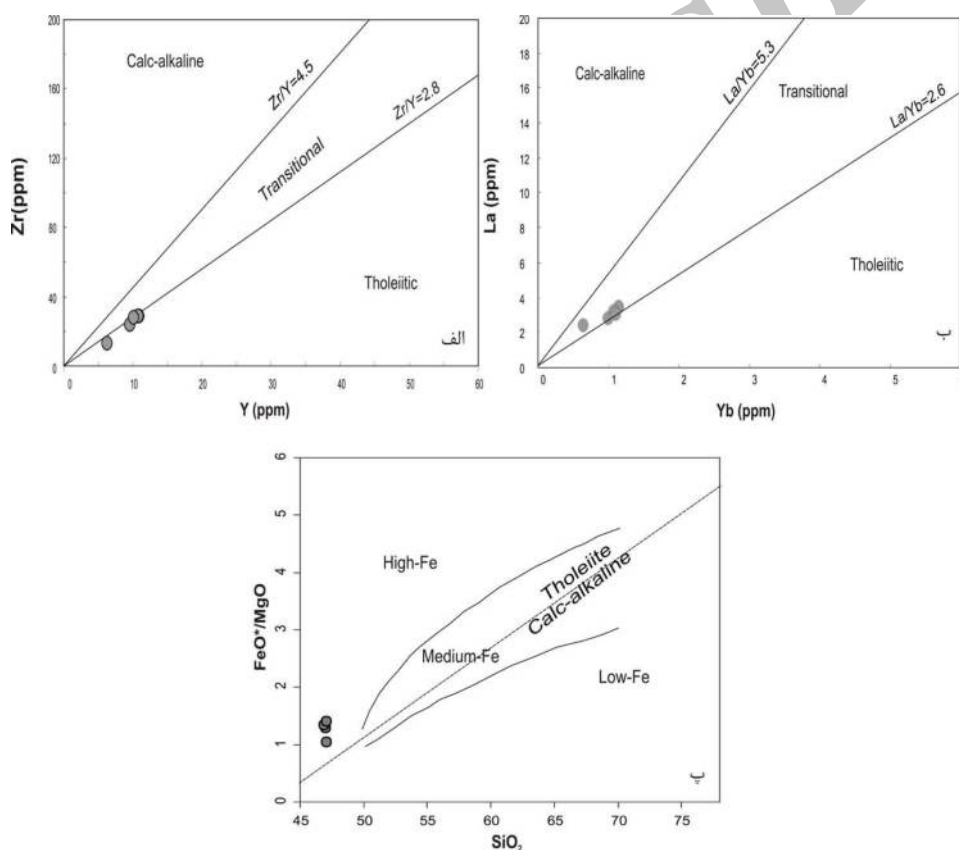 200
160
120
80
40
0
Zr(ppm)
Calc-alkaline
Zr/Y=4.5
Zr/Y=2.8
Transitional
Tholeiitic
الف
0 10 20 30 40 50 60
Y (ppm)
20
18
16
14
12
10
8
6
4
2
0
La (ppm)
Calc-alkaline
La/Yb=5.3
Transitional
La/Yb=2.6
Tholeiitic
ب
0 1 2 3 4 5 6
Yb (ppm)
6
5
4
3
2
1
0
FeO*/MgO
High-Fe
Tholeiite
Calc-alkaline
Medium-Fe
Low-Fe
پ
45 50 55 60 65 70 75
SiO₂